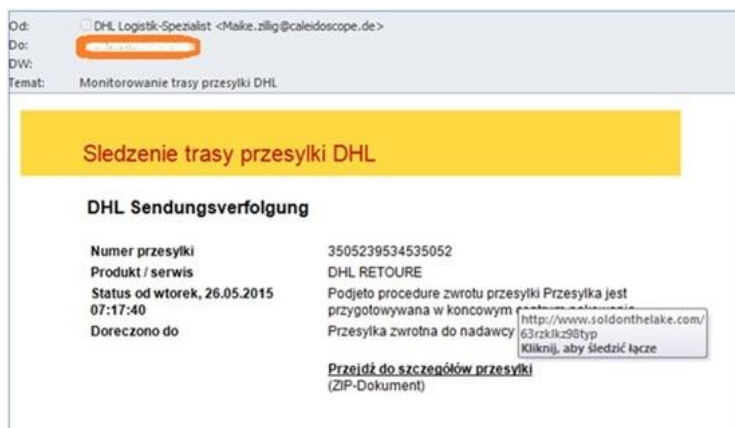 Od: DHL Logistik-Spezialist <Maike.zillig@caleidoscope.de>
Do:
DW:
Temat: Monitorowanie trasy przesylki DHL
Sledzenie trasy przesylki DHL
DHL Sendungsverfolgung
Numer przesylki 3505239534535052
Produkt / serwis DHL RETOURE
Status od wtorek, 26.05.2015 Podjeto procedure zwrotu przesylki Przesylka jest
07:17:40 przygotowywana w koncowym
Doreczono do Przesylka zwrotna do nadawcy
http://www.soldonthelake.com/
63rzklkz98typ
Kliknij, aby śledzić łącze
Przejdź do szczegółów przesylki
(ZIP-Dokument)